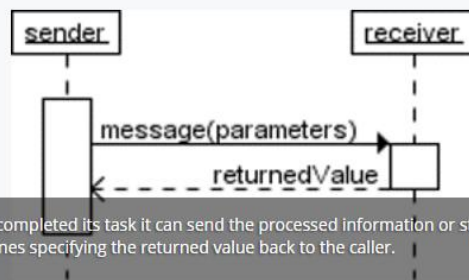 sender receiver
message(parameters)
returnedValue
completed its task it can send the processed information or
specifying the returned value back to the caller.